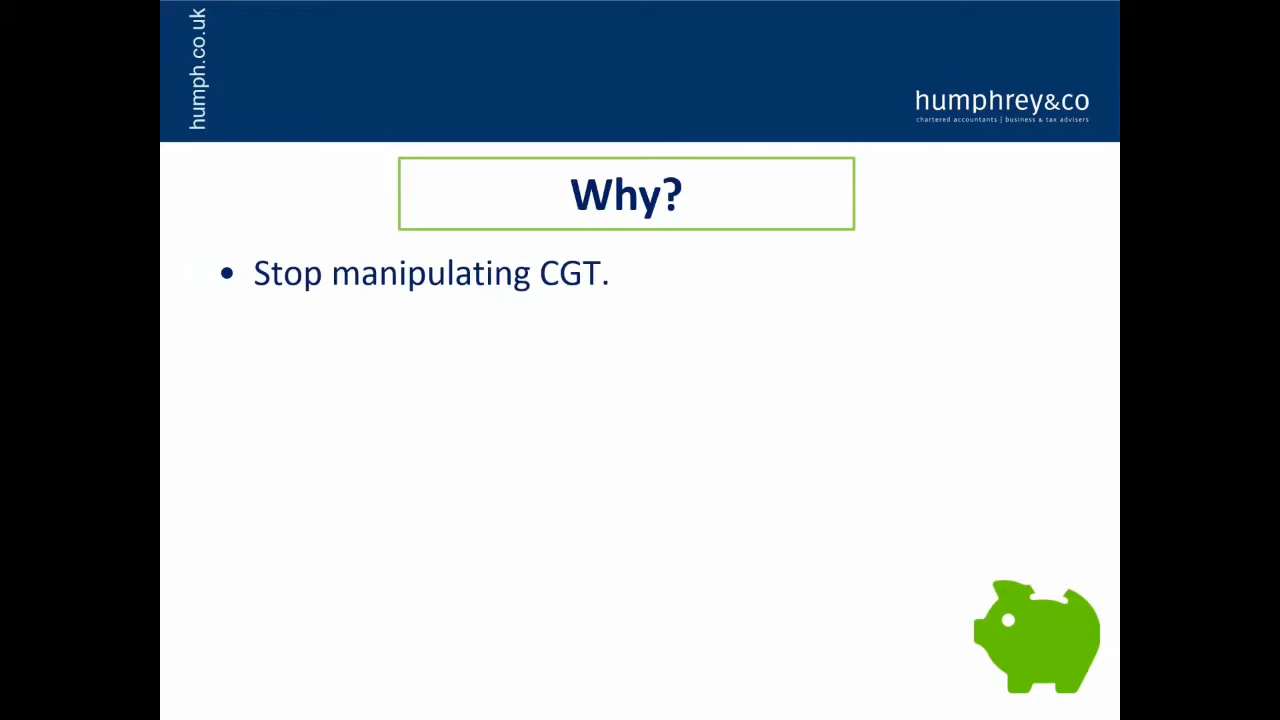 humph.co.uk
humphrey&co
chartered accountants | business & tax advisers
Why?
• Stop manipulating CGT.